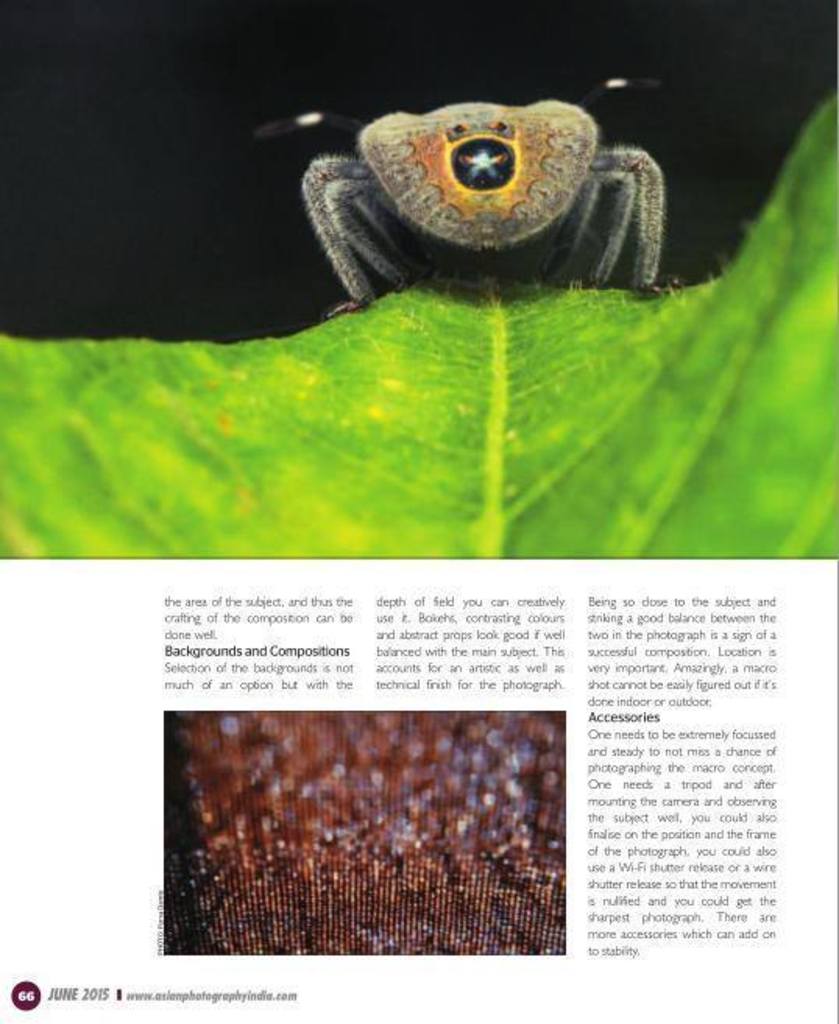 the area of the subject, and thus the
crafting of the composition can be
done well.
Backgrounds and Compositions
Selection of the backgrounds is not
much of an option but with the
depth of field you can creatively
use it. Bokehs, contrasting colours
and abstract props look good if well
balanced with the main subject. This
accounts for an artistic as well as
technical finish for the photograph.
Being so close to the subject and
striking a good balance between the
two in the photograph is a sign of a
successful composition. Location is
very important. Amazingly, a macro
shot cannot be easily figured out if it's
done indoor or outdoor.
Accessories
One needs to be extremely focussed
and steady to not miss a chance of
photographing the macro concept.
One needs a tripod and after
mounting the camera and observing
the subject well, you could also
finalise on the position and the frame
of the photograph, you could also
use a Wi-Fi shutter release or a wire
shutter release so that the movement
is nullified and you could get the
sharpest photograph. There are
more accessories which can add on
to stability.
PHOTO:
66 JUNE 2015 www.asianphotographyindia.com